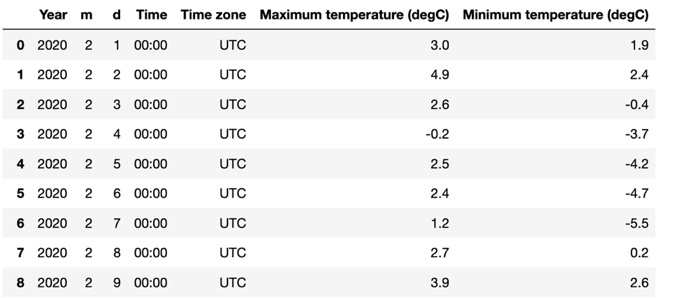 Year m d Time Time zone Maximum temperature (degC) Minimum temperature (degC)
0 2020 2 1 00:00 UTC 3.0 1.9
1 2020 2 2 00:00 UTC 4.9 2.4
2 2020 2 3 00:00 UTC 2.6 -0.4
3 2020 2 4 00:00 UTC -0.2 -3.7
4 2020 2 5 00:00 UTC 2.5 -4.2
5 2020 2 6 00:00 UTC 2.4 -4.7
6 2020 2 7 00:00 UTC 1.2 -5.5
7 2020 2 8 00:00 UTC 2.7 0.2
8 2020 2 9 00:00 UTC 3.9 2.6